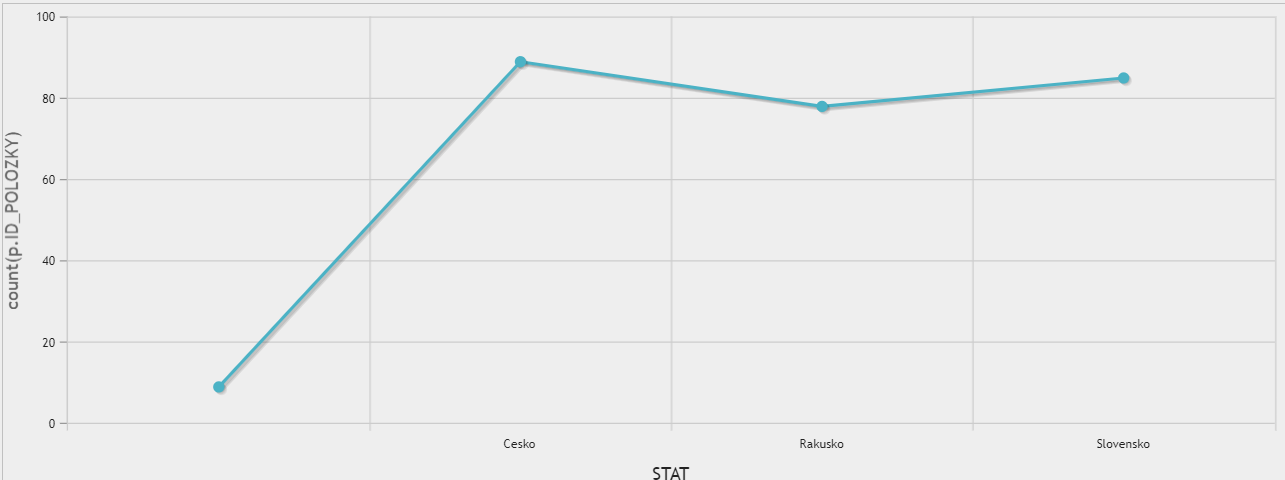 100
80
60
40
20
0
count(p.ID_POLOZKY)
Cesko
Rakusko
Slovensko
STAT